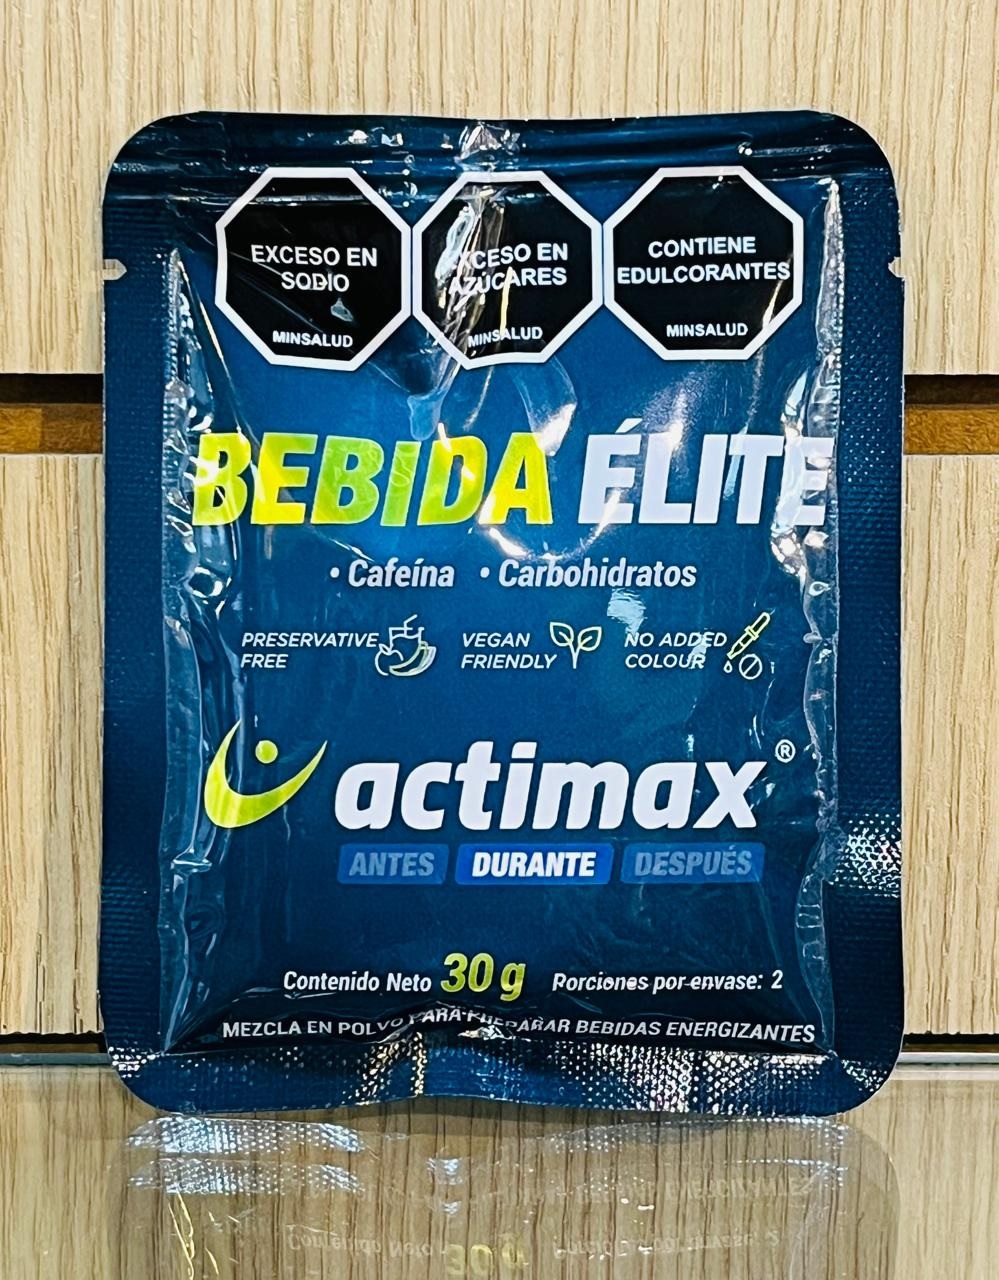 EXCESO EN
SODIO
MINSALUD
EXCESO EN
AZÚCARES
MINSALUD
CONTIENE
EDULCORANTES
MINSALUD
BEBIDA ÉLITE
• Cafeína • Carbohidratos
PRESERVATIVE
FREE
VEGAN
FRIENDLY
NO ADDED
COLOUR
actimax®
ANTES DURANTE DESPUÉS
Contenido Neto 30 g Porciones por envase: 2
MEZCLA EN POLVO PARA PREPARAR BEBIDAS ENERGIZANTES